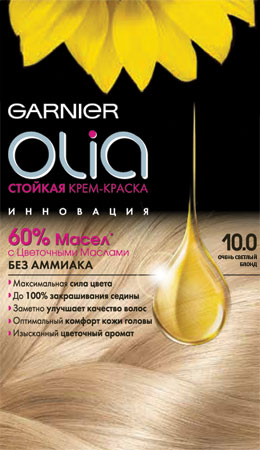 GARNIER
OLIA
СТОЙКАЯ КРЕМ-КРАСКА
ИННОВАЦИЯ
60% Масел*
с Цветочными Маслами
БЕЗ АММИАКА
• Максимальная сила цвета
• До 100% закрашивания седины
• Заметно улучшает качество волос
• Оптимальный комфорт кожи головы
• Изысканный цветочный аромат
10.0
ОЧЕНЬ СВЕТЛЫЙ
БЛОНД